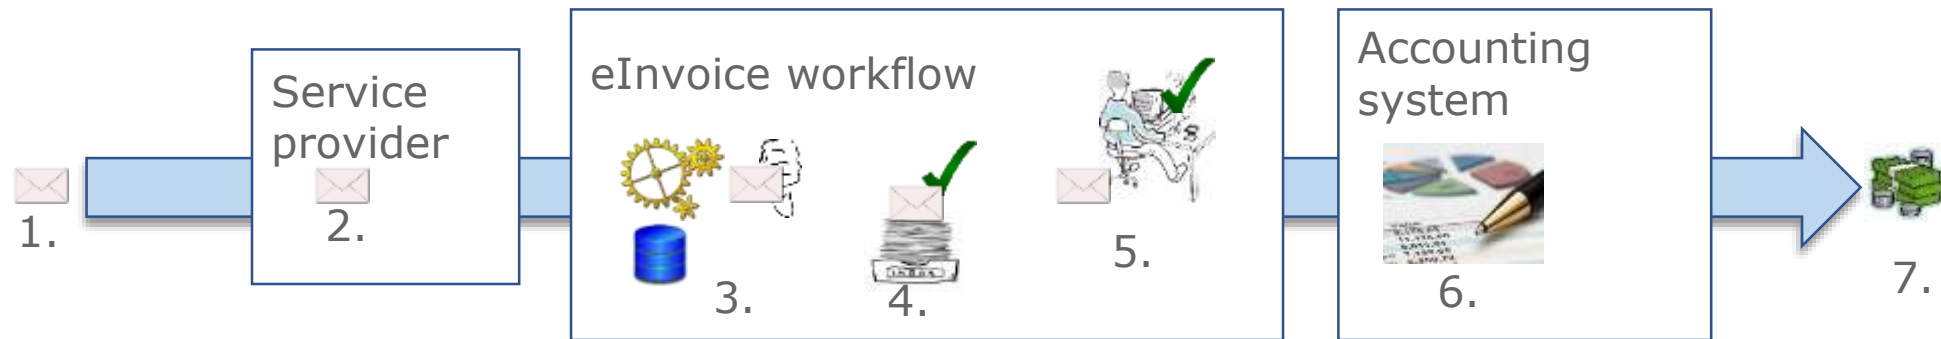 Service
provider
eInvoice workflow
Accounting
system
1.
2.
3.
4.
5.
6.
7.